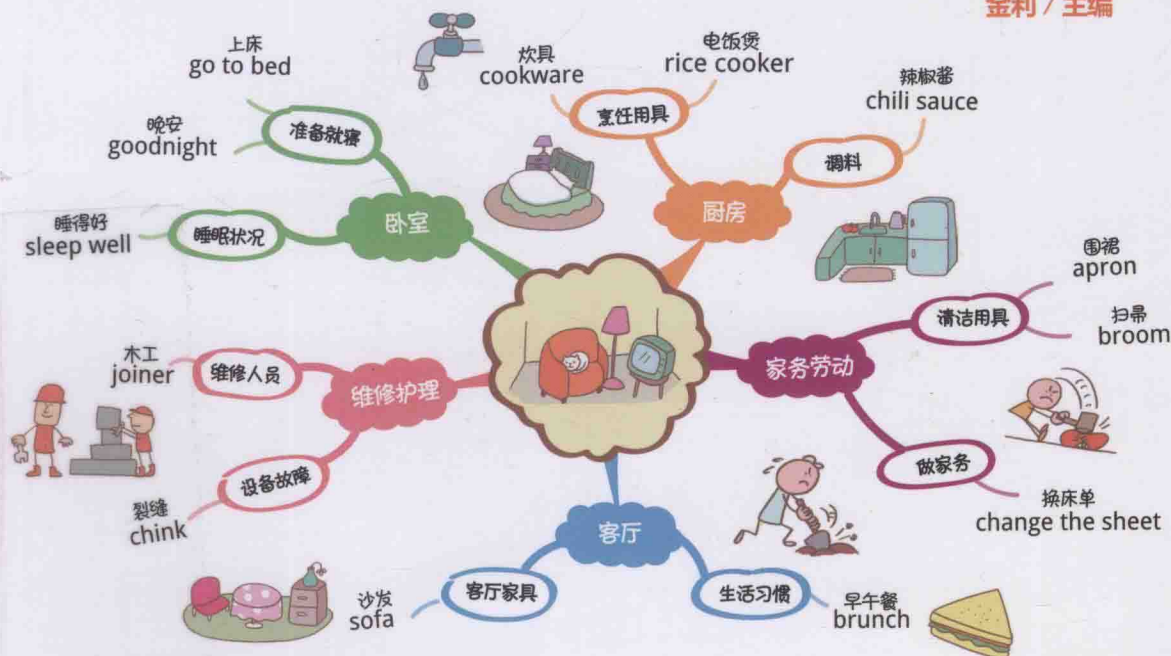 金利 / 主编
上床
go to bed
晚安
goodnight
准备就寝
睡得好
sleep well
睡眠状况
卧室
炊具
cookware
电饭煲
rice cooker
烹饪用具
辣椒酱
chili sauce
调料
厨房
围裙
apron
扫帚
broom
清洁用具
家务劳动
做家务
换床单
change the sheet
木工
joiner
维修人员
维修护理
设备故障
裂缝
chink
客厅
客厅家具
沙发
sofa
生活习惯
早午餐
brunch